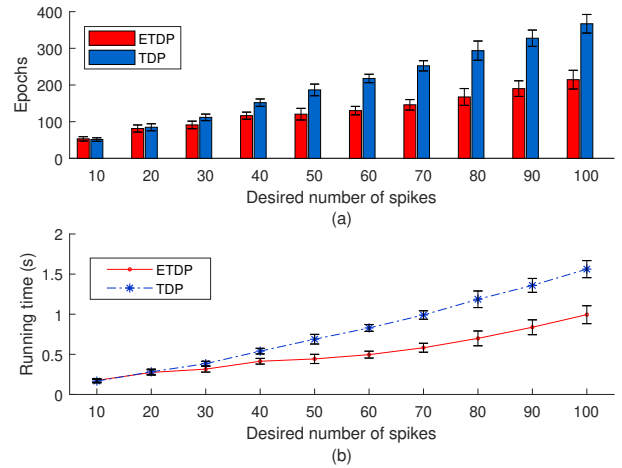 400
300
200
100
0
Epochs
ETDP
TDP
10 20 30 40 50 60 70 80 90 100
Desired number of spikes
(a)
2
1.5
1
0.5
0
Running time (s)
ETDP
TDP
10 20 30 40 50 60 70 80 90 100
Desired number of spikes
(b)